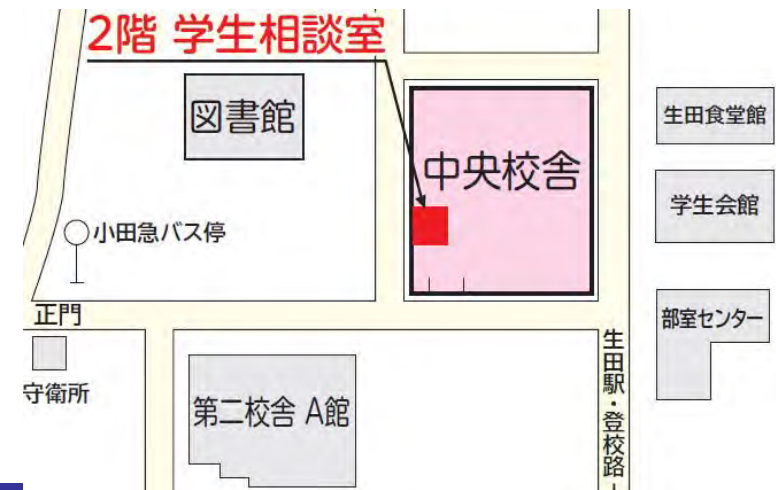 2階 学生相談室
図書館
中央校舎
生田食堂館
学生会館
小田急バス停
正門
部室センター
守衛所
第二校舎 A館
生田駅・登校路